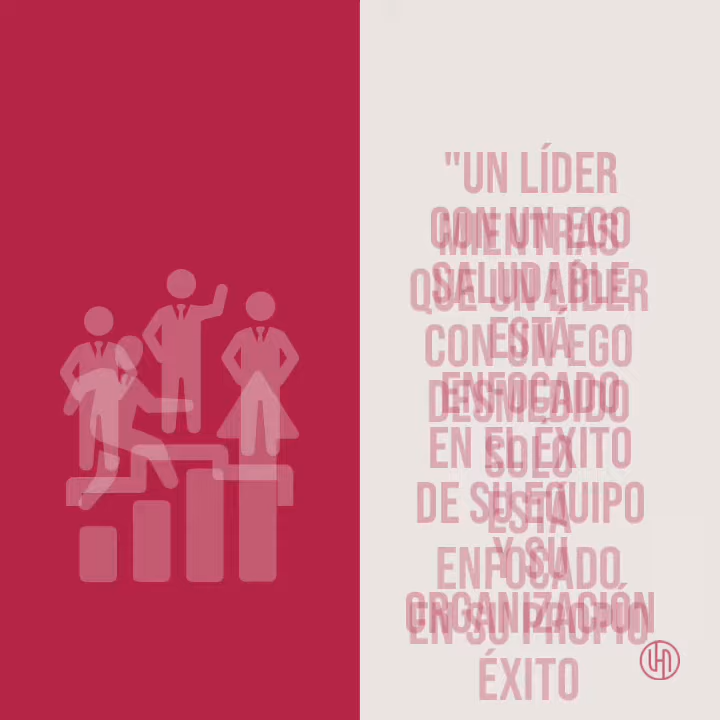 "UN LÍDER
CON UN EGO
SALUDABLE
ESTÁ
ENFOCADO
EN EL ÉXITO
DE SU EQUIPO
Y SU
ORGANIZACIÓN
MIENTRAS
QUE UN LÍDER
CON UN EGO
DESMEDIDO
SOLO
ESTÁ
ENFOCADO
EN SU PROPIO
ÉXITO